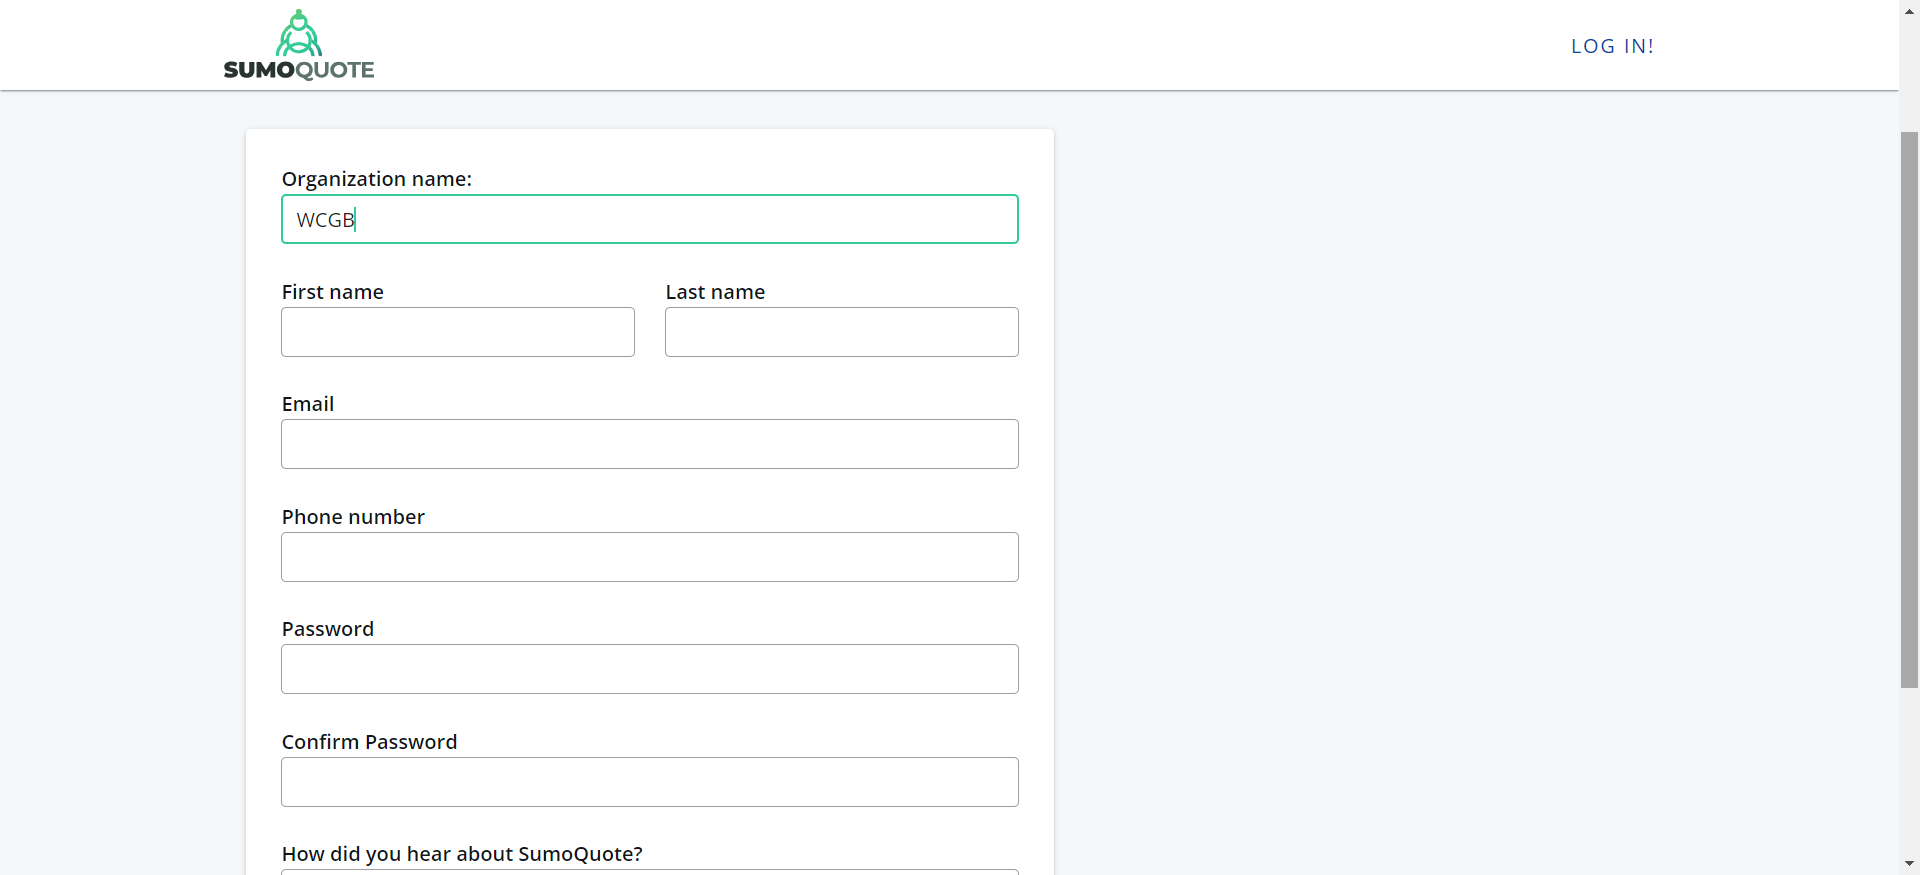 SUMOQUOTE
LOG IN!
Organization name:
WCGB
First name
Last name
Email
Phone number
Password
Confirm Password
How did you hear about SumoQuote?